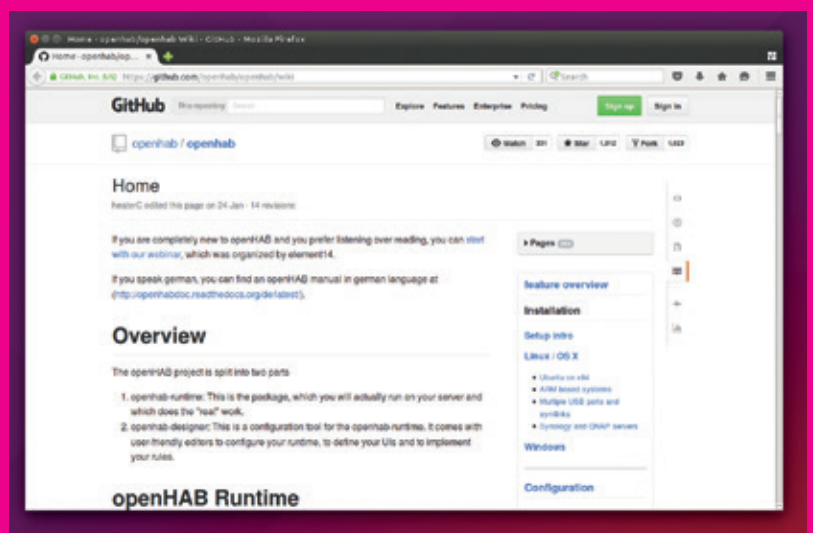 Home · openhab/openhab Wiki · GitHub - Mozilla Firefox
Home · openhab/op...
GitHub, Inc. (US) https://github.com/openhab/openhab/wiki
Search
GitHub This repository Search Explore Features Enterprise Pricing Sign up Sign in
openhab / openhab
Watch 331 Star Fork
Home
edited this page on 24 Jan · 14 revisions
If you are completely new to openHAB and you prefer listening over reading, you can start
with our webinar, which was organized by element14.
If you speak german, you can find an openHAB manual in german language at
(http://openhabdoc.readthedocs.org/de/latest/).
Overview
The openHAB project is split into two parts
1. openhab-runtime: This is the package, which you will actually run on your server and
which does the "real" work.
2. openhab-designer: This is a configuration tool for the openhab-runtime. It comes with
user-friendly editors to configure your runtime, to define your UIs and to implement
your rules.
openHAB Runtime
Pages
feature overview
Installation
Setup intro
Linux / OS X
Ubuntu on x64
ARM based systems
Multiple USB ports and
symlinks
Synology and QNAP servers
Windows
Configuration